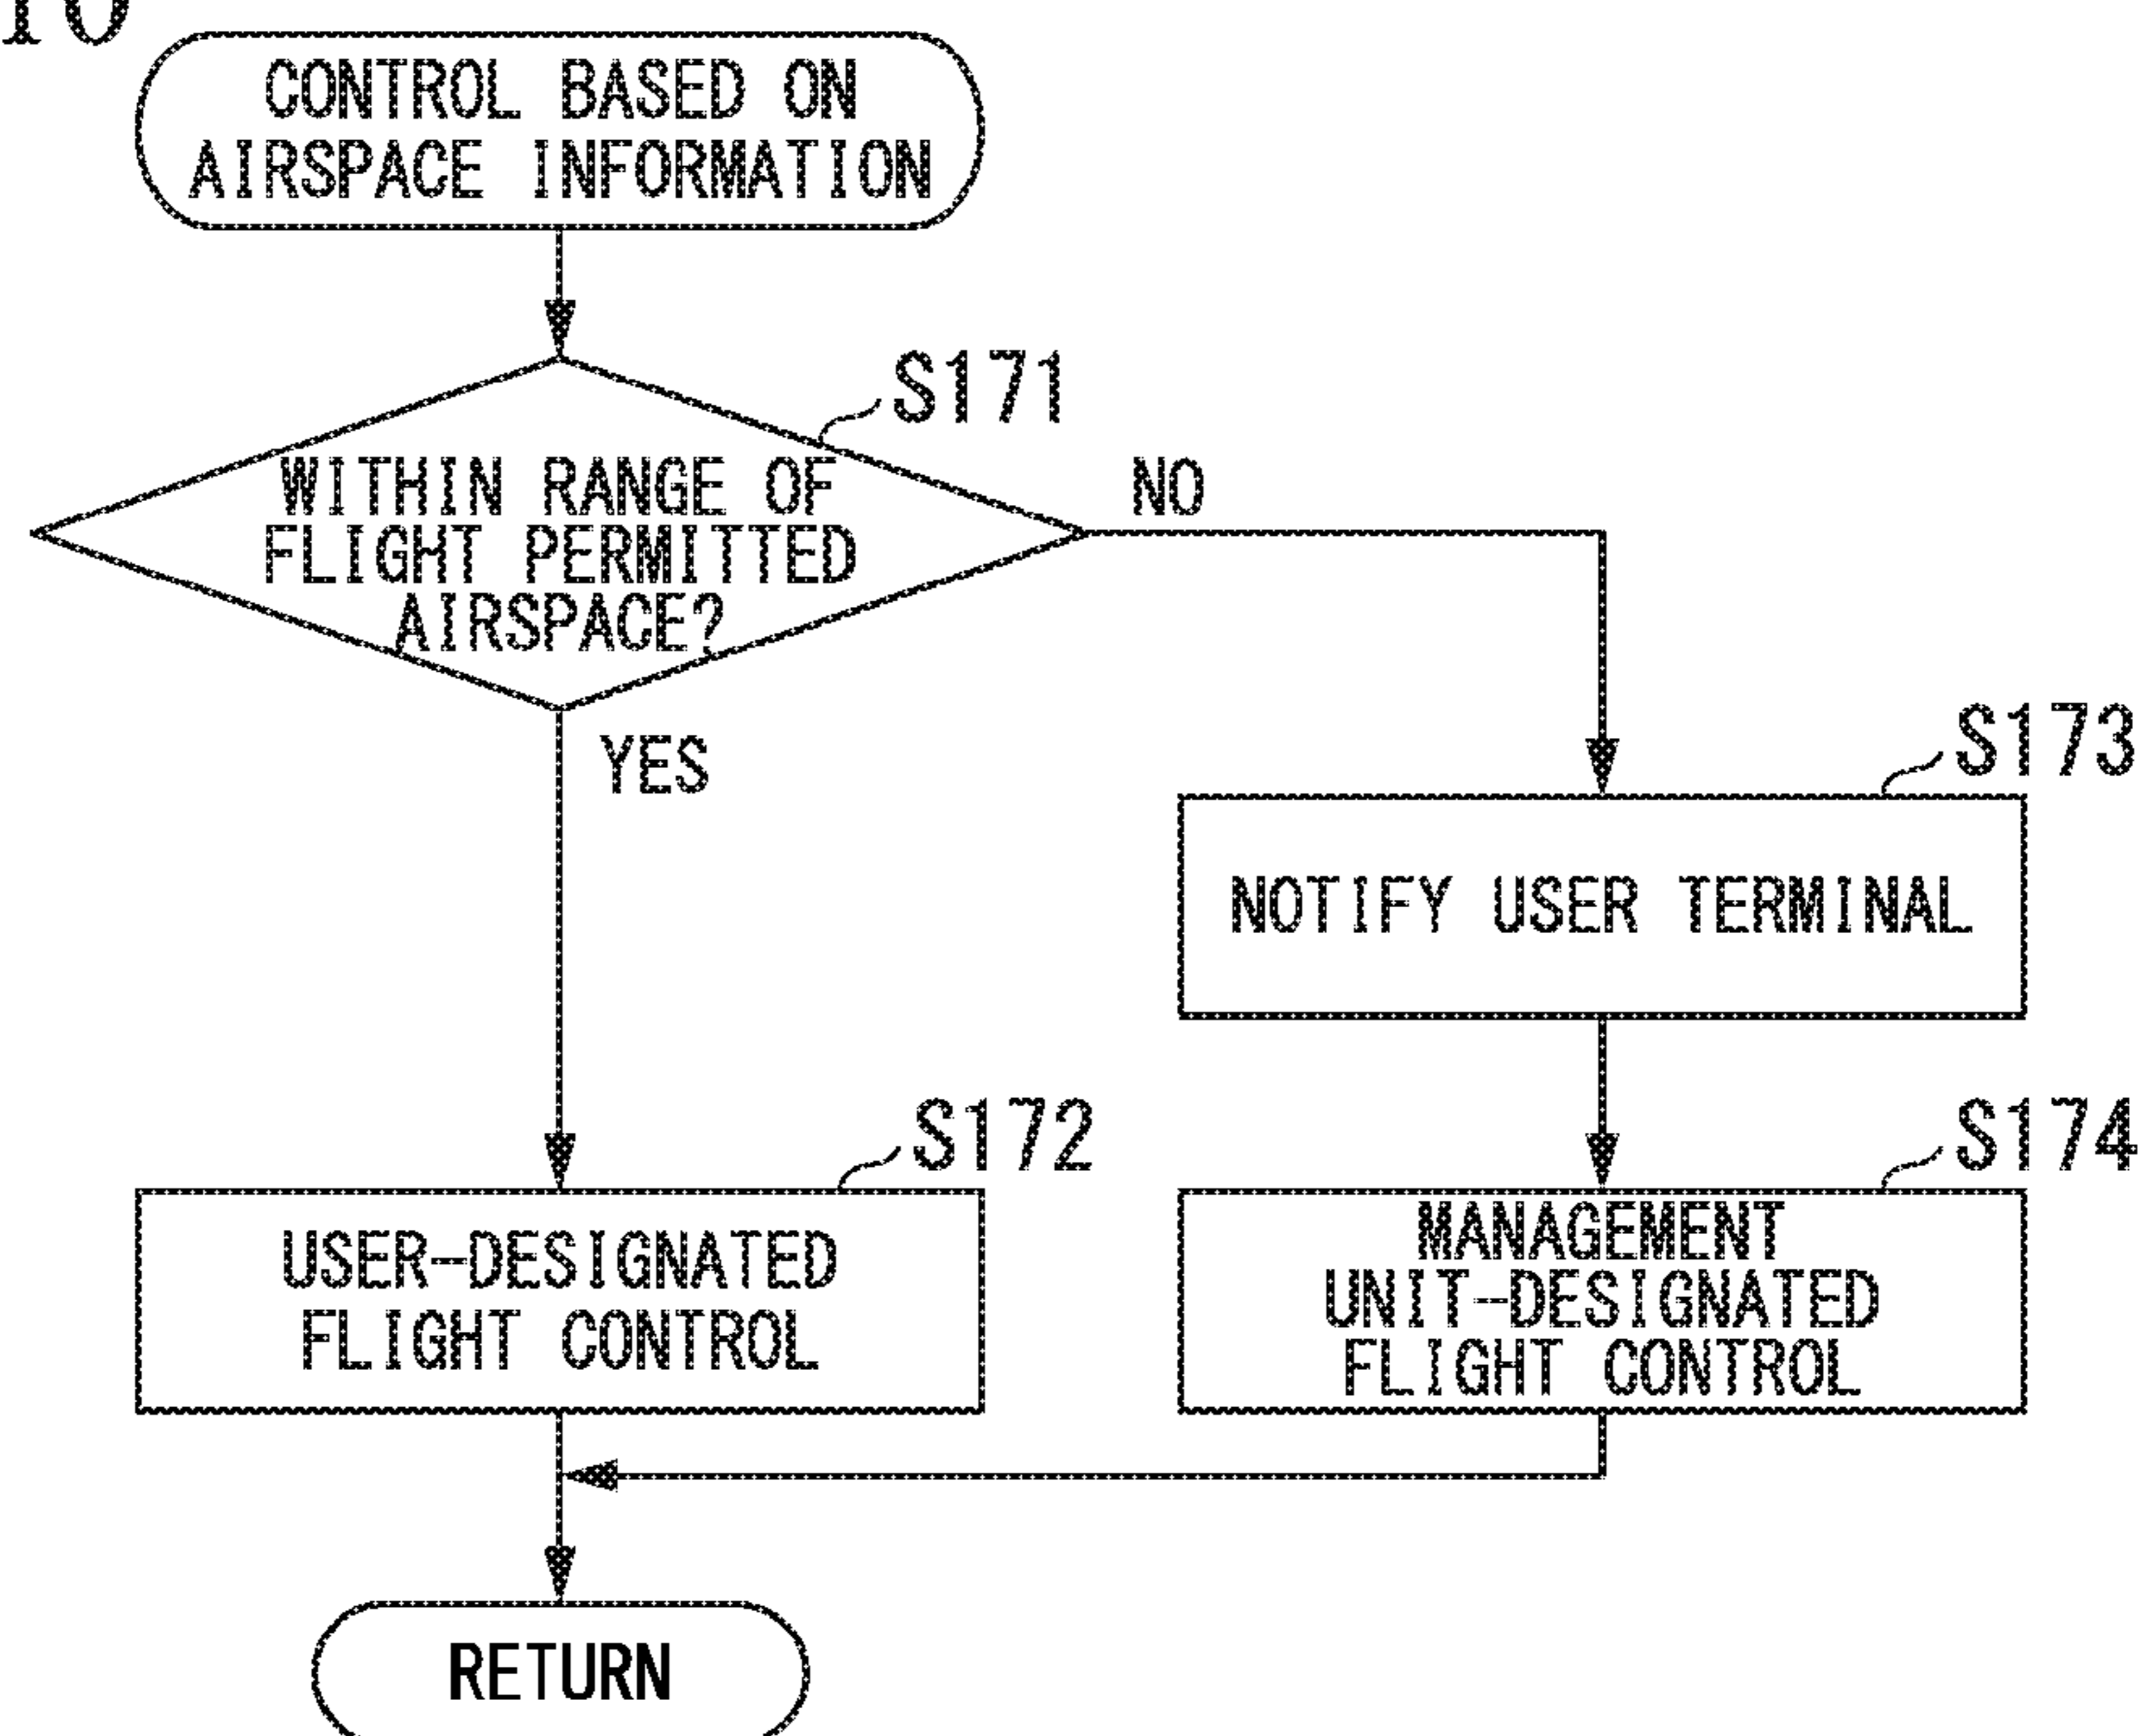 CONTROL BASED ON
AIRSPACE INFORMATION
S171
WITHIN RANGE OF
FLIGHT PERMITTED
AIRSPACE?
NO
YES
S173
NOTIFY USER TERMINAL
S172
USER-DESIGNATED
FLIGHT CONTROL
S174
MANAGEMENT
UNIT-DESIGNATED
FLIGHT CONTROL
RETURN